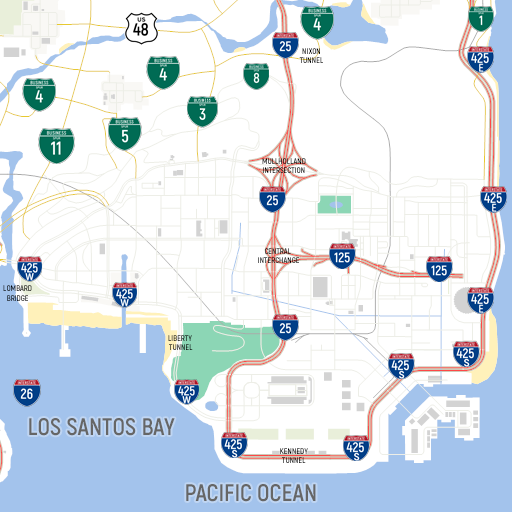 BUSINESS
1
BUSINESS
4
US
48
INTERSTATE
25
NIXON
TUNNEL
INTERSTATE
425
E
BUSINESS
4
BUSINESS
8
BUSINESS
4
BUSINESS
3
BUSINESS
5
BUSINESS
11
MULLHOLLAND
INTERSECTION
INTERSTATE
25
INTERSTATE
425
E
CENTRAL
INTERCHANGE
INTERSTATE
125
INTERSTATE
125
INTERSTATE
425
W
LOMBARD
BRIDGE
INTERSTATE
425
W
INTERSTATE
425
E
INTERSTATE
25
LIBERTY
TUNNEL
INTERSTATE
425
S
INTERSTATE
425
S
INTERSTATE
26
INTERSTATE
425
W
LOS SANTOS BAY
INTERSTATE
425
S
KENNEDY
TUNNEL
INTERSTATE
425
S
PACIFIC OCEAN